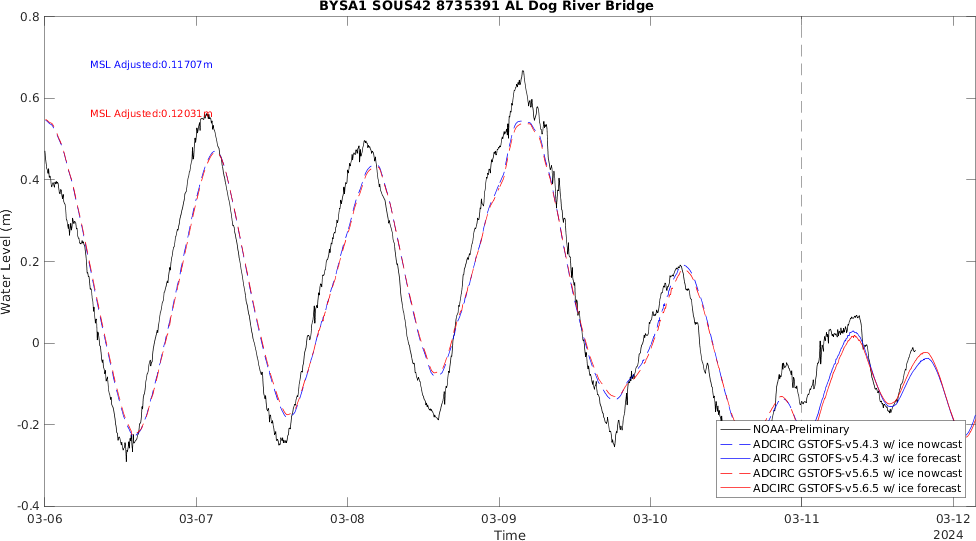 BYSA1 SOUS42 8735391 AL Dog River Bridge
0.8
MSL Adjusted:0.11707m
0.6
MSL Adjusted:0.12031m
0.4
0.2
Water Level (m)
0
-0.2
NOAA-Preliminary
ADCIRC GSTOFS-v5.4.3 w/ ice nowcast
ADCIRC GSTOFS-v5.4.3 w/ ice forecast
ADCIRC GSTOFS-v5.6.5 w/ ice nowcast
ADCIRC GSTOFS-v5.6.5 w/ ice forecast
-0.4
03-06 03-07 03-08 03-09 03-10 03-11 03-12
Time 2024